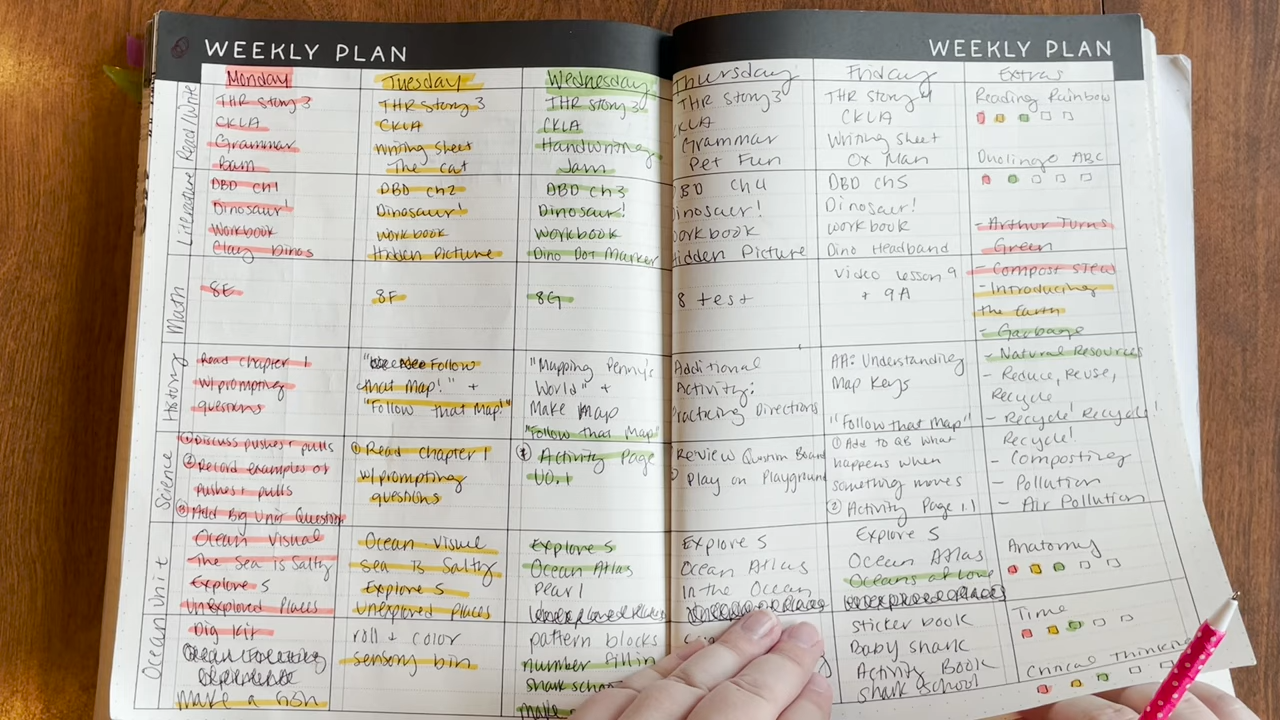 WEEKLY PLAN
WEEKLY PLAN
Monday
Tuesday
Wednesday
Thursday
Friday
Extras
Literature Read/Write
THR Story 3
CKLA
Grammar
Bam
THR Story 3
CKLA
Writing Sheet
The cat
THR Story 3
CKLA
Handwriting
Jam
THR Story 3
CKLA
Grammar
Pet Fun
THR Story 4
CKLA
Writing Sheet
Ox Man
Reading Rainbow
Duolingo ABC
DBD Ch1
Dinosaur!
Workbook
Clay Dinos
DBD Ch2
Dinosaur!
Workbook
Hidden Picture
DBD Ch3
Dinosaur!
Workbook
Dino Dot Marker
DBD Ch4
Dinosaur!
Workbook
Hidden Picture
DBD Ch5
Dinosaur!
Workbook
Dino Headband
- Arthur Turns
Green
- Compost Stew
- Introducing
the Earth
- Garbage
- Natural Resources
- Reduce, Reuse,
Recycle
- Recycle! Recycle!
Recycle!
- Composting
- Pollution
- Air Pollution
Math
8E
8F
8G
8 test
Video Lesson 9
+ 9A
History
Read chapter 1
w/prompting
questions
Follow
that Map!" +
"Follow that Map!"
"Mapping Penny's
World" +
Make Map
"Follow that Map"
Additional
Activity:
Practicing Directions
AA: Understanding
Map Keys
"Follow that Map"
Science
① Discuss pushes + pulls
② Record examples of
pushes + pulls
③ Add Big Unit Question
① Read chapter 1
w/prompting
questions
Activity Page
U0.1
Review Question Board
Play on Playground
① Add to QB what
happens when
something moves
② Activity Page 1.1
Ocean Unit
Ocean Visual
The Sea is Salty
Explore 5
Unexplored Places
Dig Kit
Make a fish
Ocean Visuel
Sea is Salty
Explore 5
Unexplored Places
roll + color
sensory bin
Explore 5
Ocean Atlas
Pearl
pattern blocks
number fill in
shark school
Explore 5
Ocean Atlas
In the Ocean
Explore 5
Ocean Atlas
Oceans of Love
sticker book
Baby shark
Activity Book
shark school
Anatomy
Time
Critical Thinking